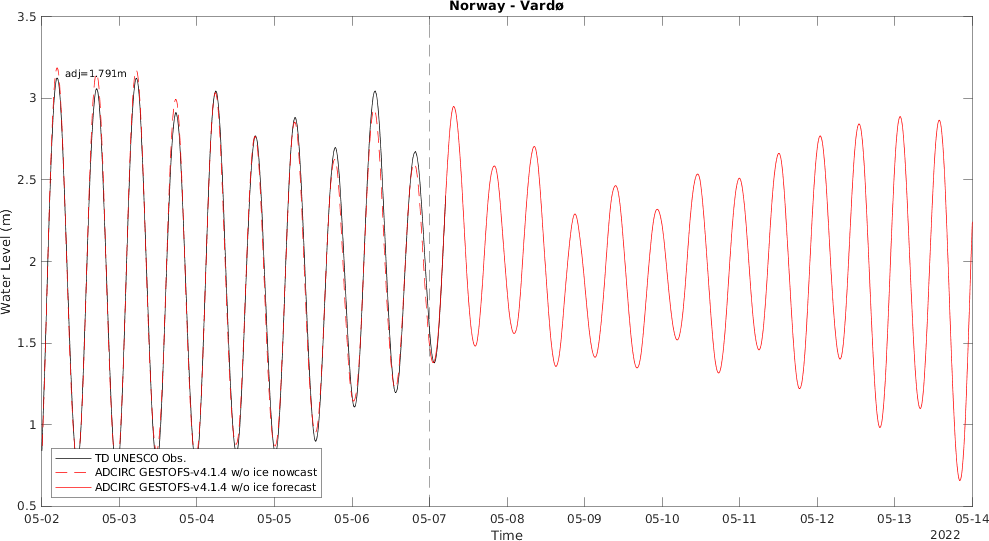 Norway - Vardø
3.5
3
2.5
2
1.5
1
0.5
Water Level (m)
adj=1.791m
TD UNESCO Obs.
ADCIRC GESTOFS-v4.1.4 w/o ice nowcast
ADCIRC GESTOFS-v4.1.4 w/o ice forecast
05-02 05-03 05-04 05-05 05-06 05-07 05-08 05-09 05-10 05-11 05-12 05-13 05-14
Time
2022